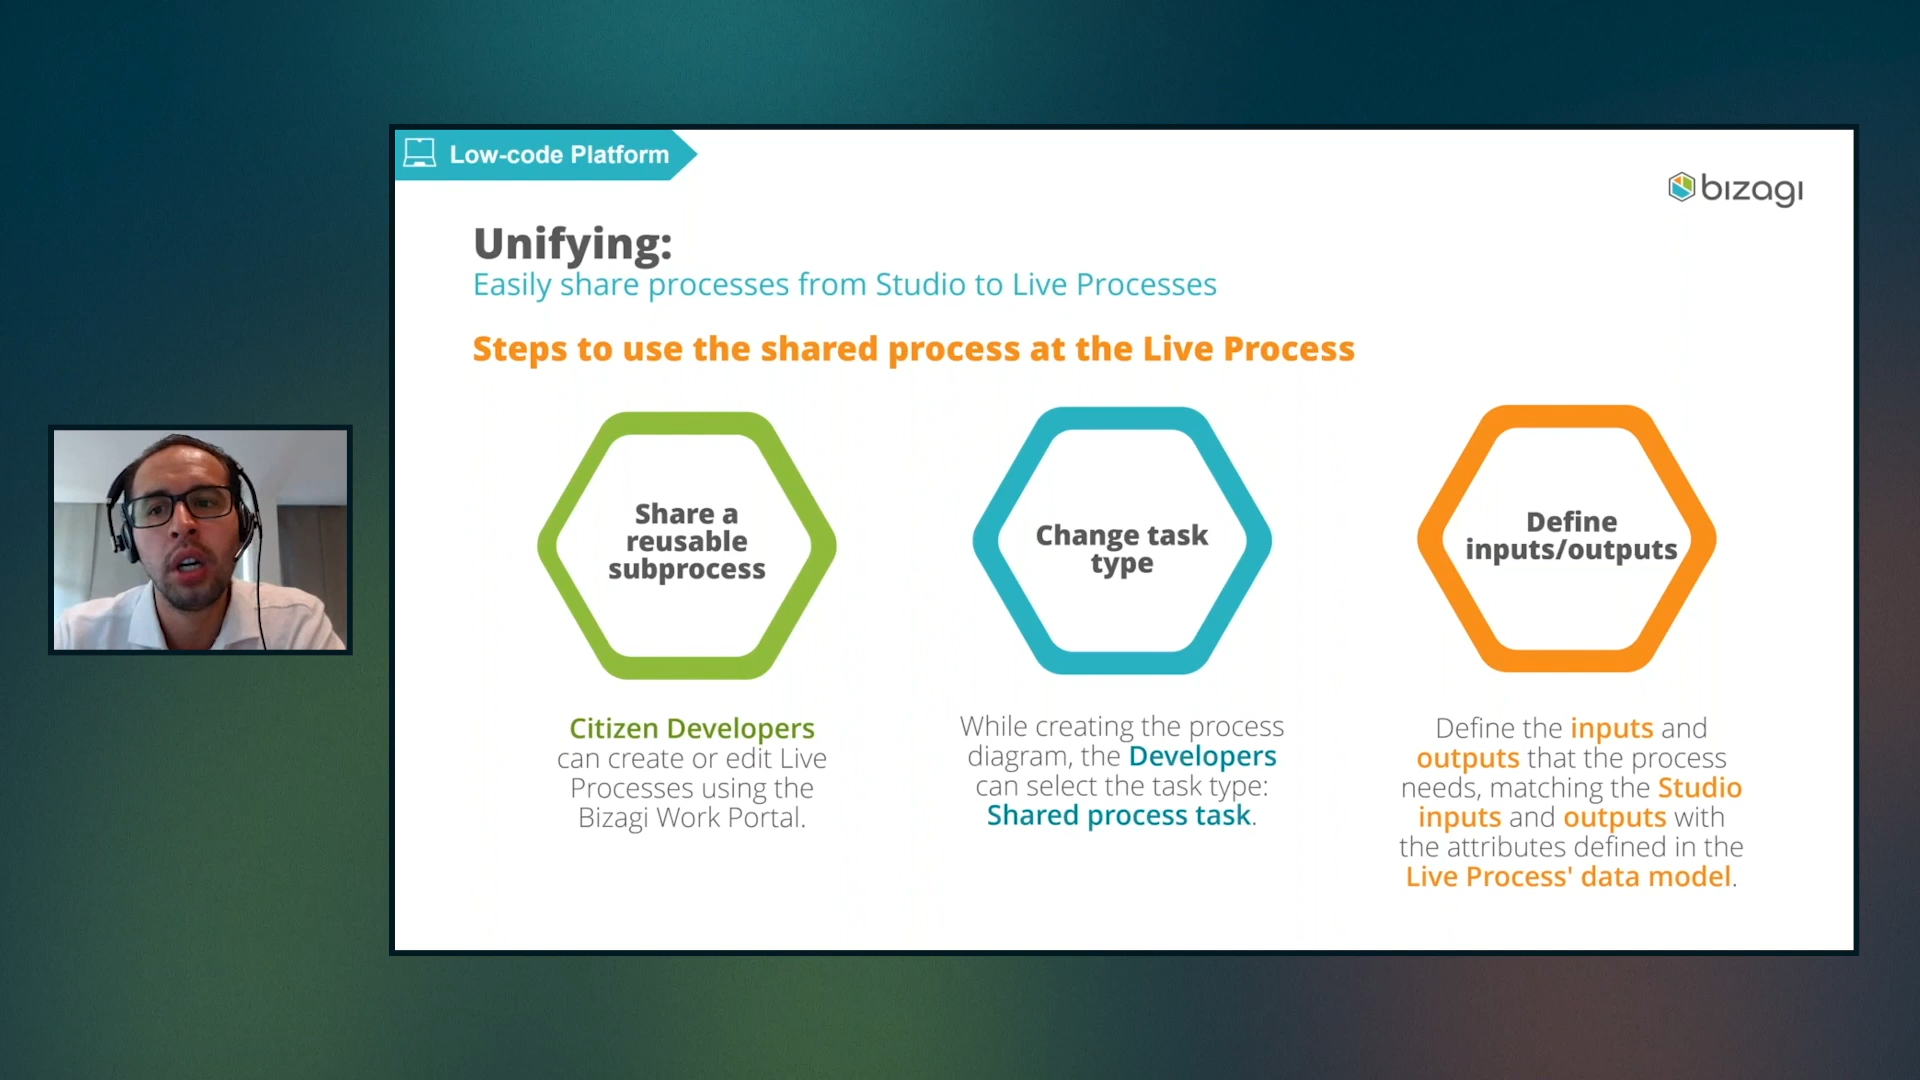 Low-code Platform
bizagi
Unifying:
Easily share processes from Studio to Live Processes
Steps to use the shared process at the Live Process
Share a
reusable
subprocess
Citizen Developers
can create or edit Live
Processes using the
Bizagi Work Portal.
Change task
type
While creating the process
diagram, the Developers
can select the task type:
Shared process task.
Define
inputs/outputs
Define the inputs and
outputs that the process
needs, matching the Studio
inputs and outputs with
the attributes defined in the
Live Process' data model.